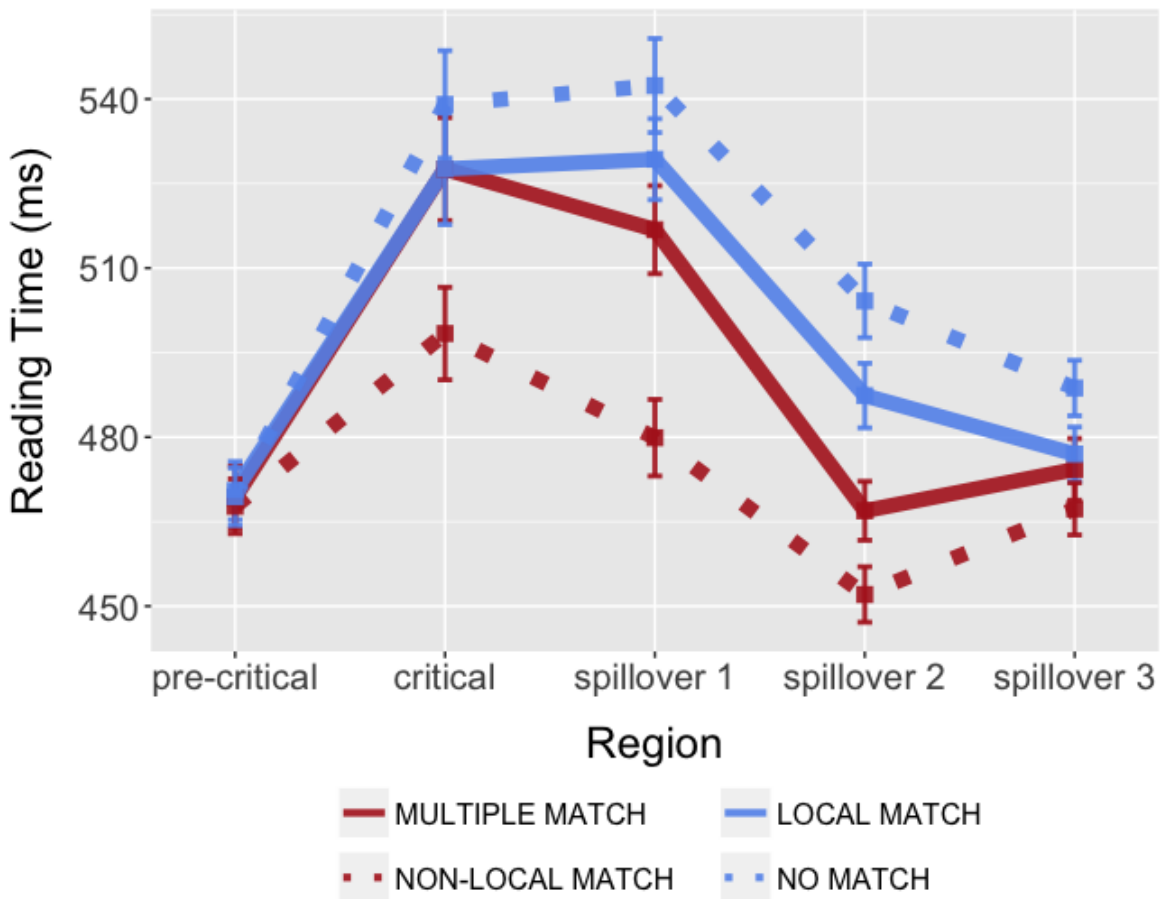 Reading Time (ms)
540
510
480
450
pre-critical critical spillover 1 spillover 2 spillover 3
Region
MULTIPLE MATCH LOCAL MATCH
NON-LOCAL MATCH NO MATCH